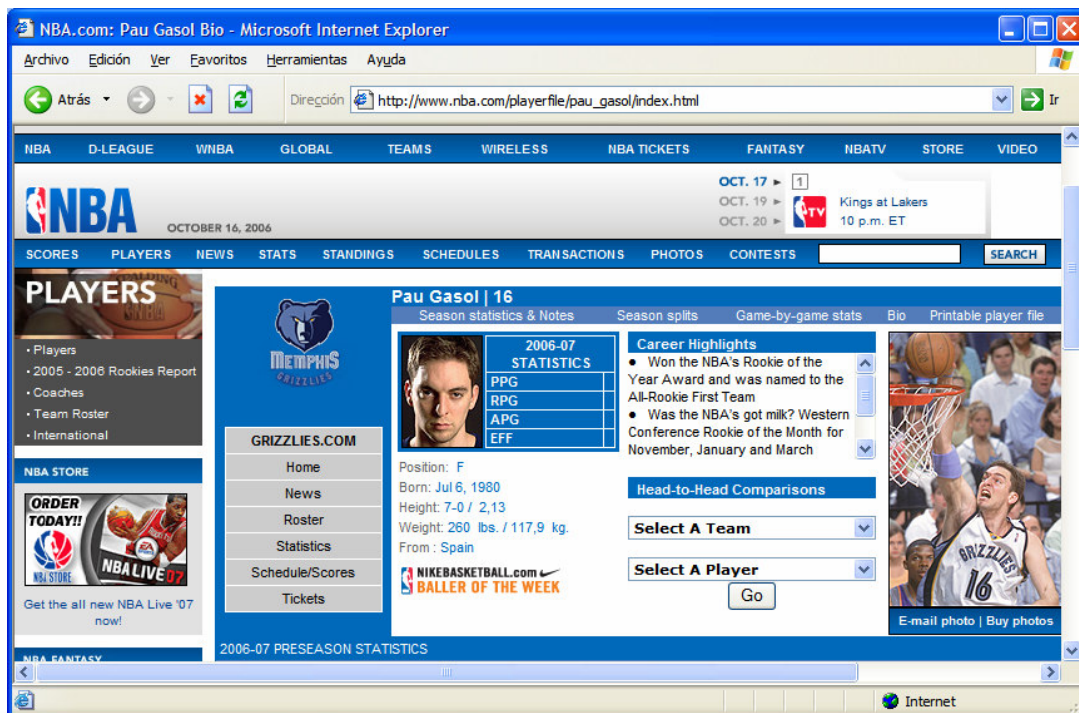 NBA.com: Pau Gasol Bio - Microsoft Internet Explorer
Archivo Edición Ver Favoritos Herramientas Ayuda
Atrás Dirección http://www.nba.com/playerfile/pau_gasol/index.html Ir
NBA D-LEAGUE WNBA GLOBAL TEAMS WIRELESS NBA TICKETS FANTASY NBATV STORE VIDEO
NBA
OCTOBER 16, 2006
OCT. 17 ► 1
OCT. 19 ►
OCT. 20 ►
TV
Kings at Lakers
10 p.m. ET
SCORES PLAYERS NEWS STATS STANDINGS SCHEDULES TRANSACTIONS PHOTOS CONTESTS SEARCH
SPALDING
PLAYERS
• Players
• 2005 - 2006 Rookies Report
• Coaches
• Team Roster
• International
NBA STORE
ORDER
TODAY!!
NBA STORE
EA
NBA LIVE 07
Get the all new NBA Live '07
now!
NBA FANTASY
MEMPHIS
GRIZZLIES
GRIZZLIES.COM
Home
News
Roster
Statistics
Schedule/Scores
Tickets
Pau Gasol | 16
Season statistics & Notes Season splits Game-by-game stats Bio Printable player file
2006-07
STATISTICS
PPG
RPG
APG
EFF
Position: F
Born: Jul 6, 1980
Height: 7-0 / 2,13
Weight: 260 lbs. / 117,9 kg.
From : Spain
NIKEBASKETBALL.com
BALLER OF THE WEEK
Career Highlights
● Won the NBA's Rookie of the
Year Award and was named to the
All-Rookie First Team
● Was the NBA's got milk? Western
Conference Rookie of the Month for
November, January and March
Head-to-Head Comparisons
Select A Team
Select A Player
Go
GRIZZLIES
16
E-mail photo | Buy photos
2006-07 PRESEASON STATISTICS
Internet